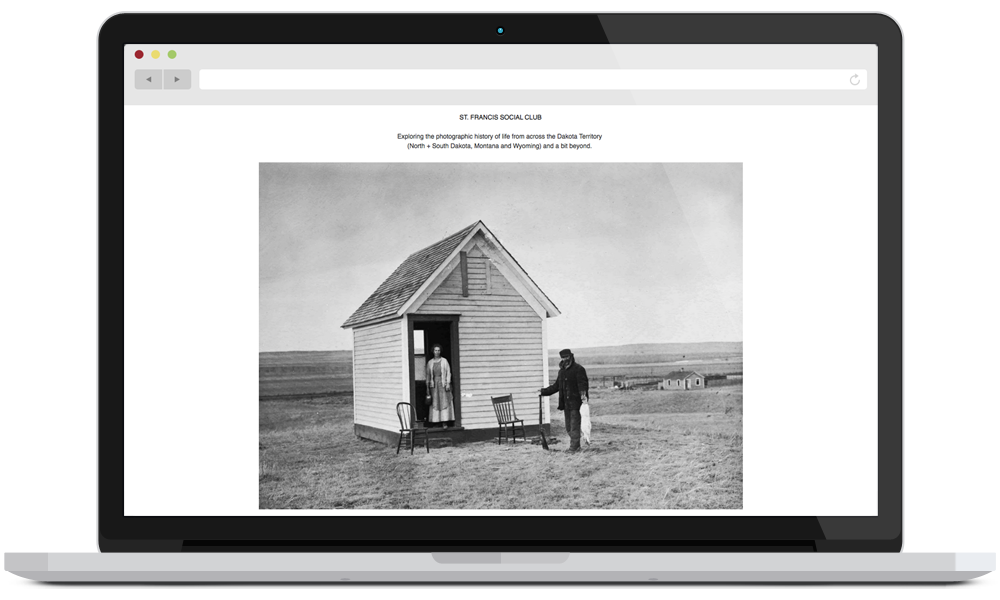 ST. FRANCIS SOCIAL CLUB
Exploring the photographic history of life from across the Dakota Territory
(North + South Dakota, Montana and Wyoming) and a bit beyond.